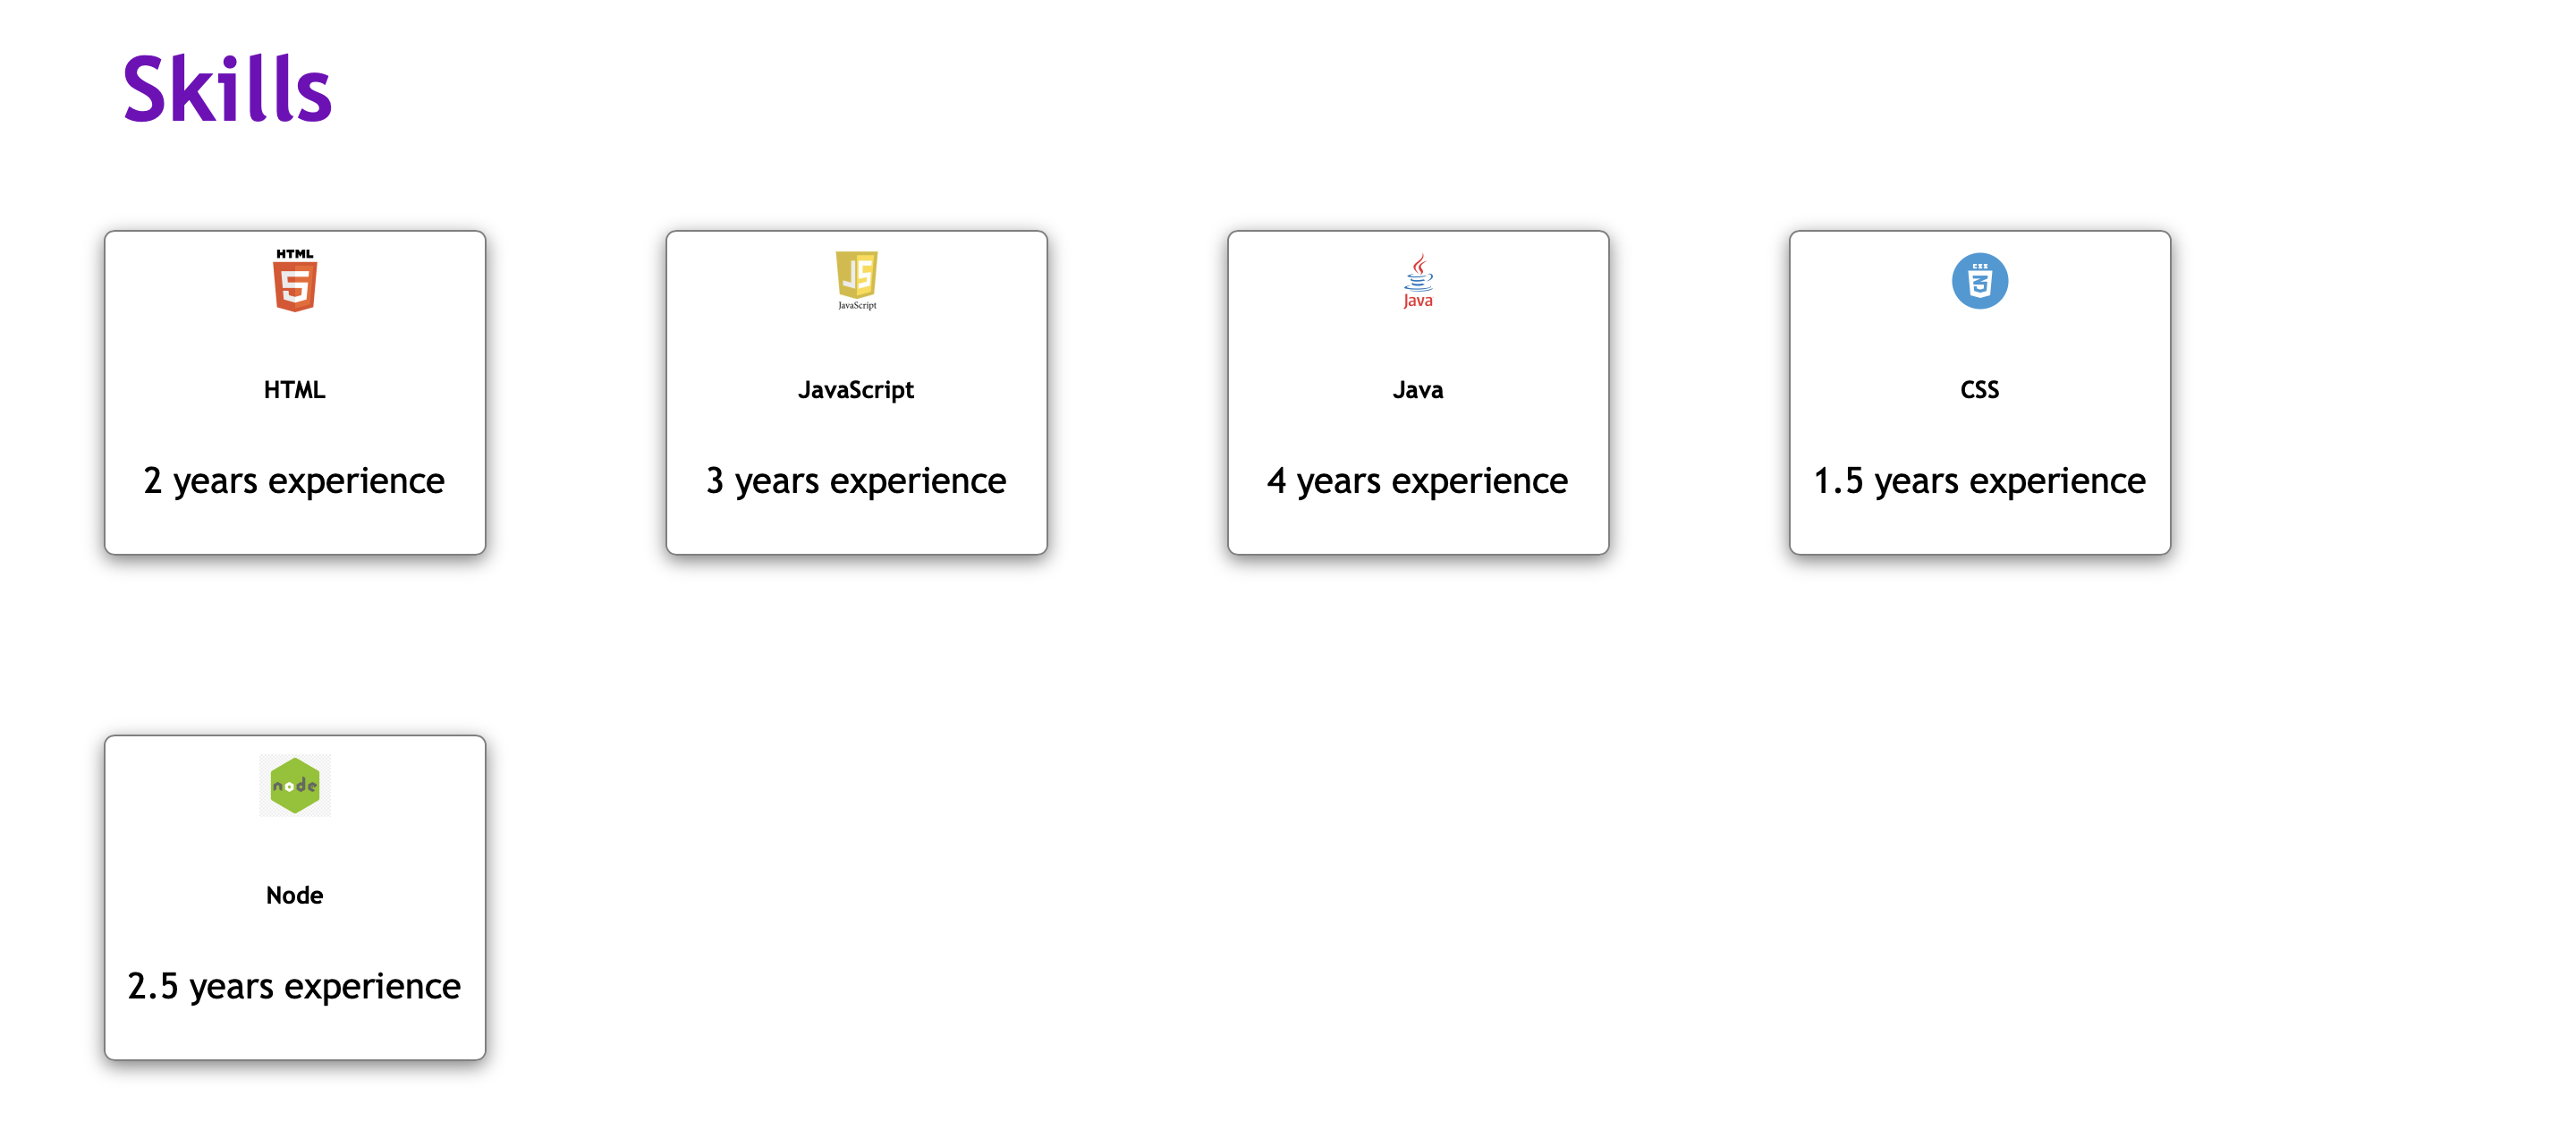 Skills
HTML
5
HTML
2 years experience
JS
JavaScript
JavaScript
3 years experience
Java
Java
4 years experience
CSS
3
CSS
1.5 years experience
node
Node
2.5 years experience